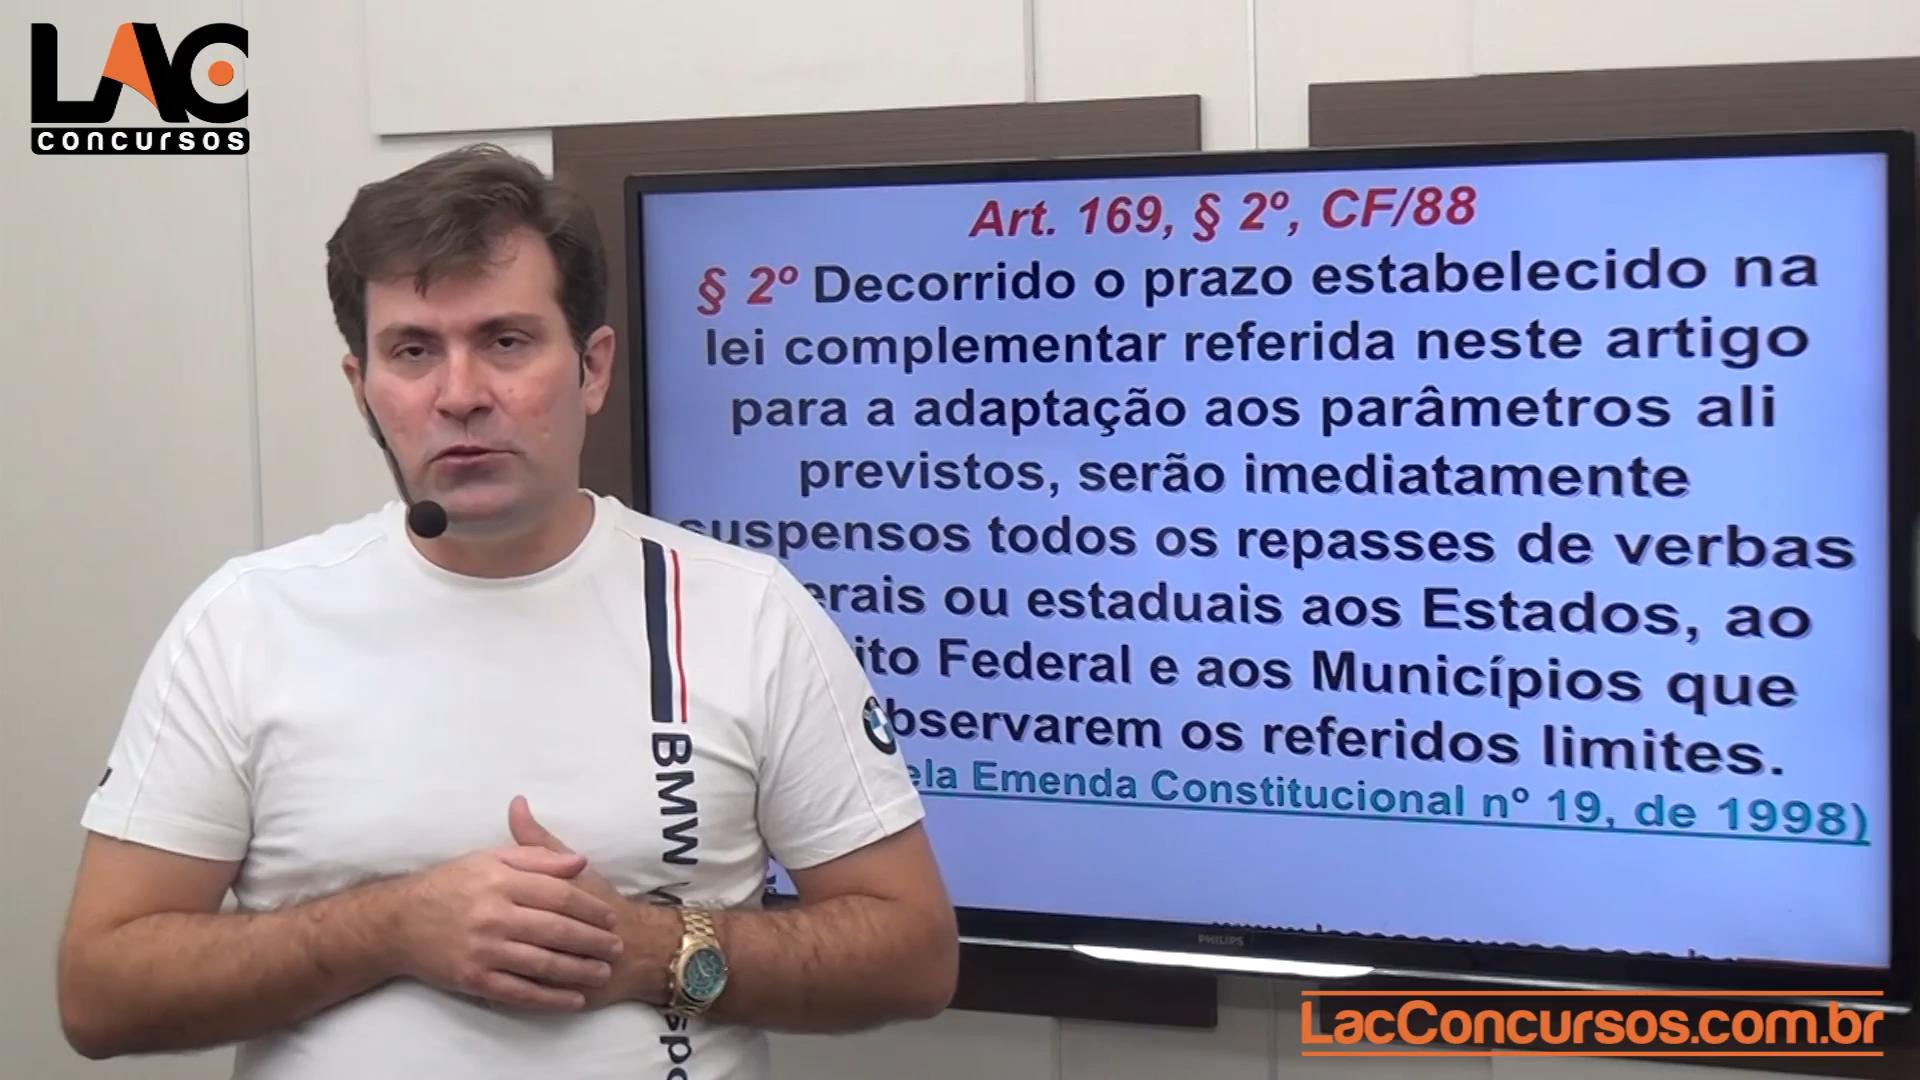 LAC
concursos
Art. 169, § 2º, CF/88
§ 2º Decorrido o prazo estabelecido na
lei complementar referida neste artigo
para a adaptação aos parâmetros ali
previstos, serão imediatamente
suspensos todos os repasses de verbas
erais ou estaduais aos Estados, ao
ito Federal e aos Municípios que
bservarem os referidos limites.
ela Emenda Constitucional nº 19, de 1998)
BMW
PHILIPS
LacConcursos.com.br